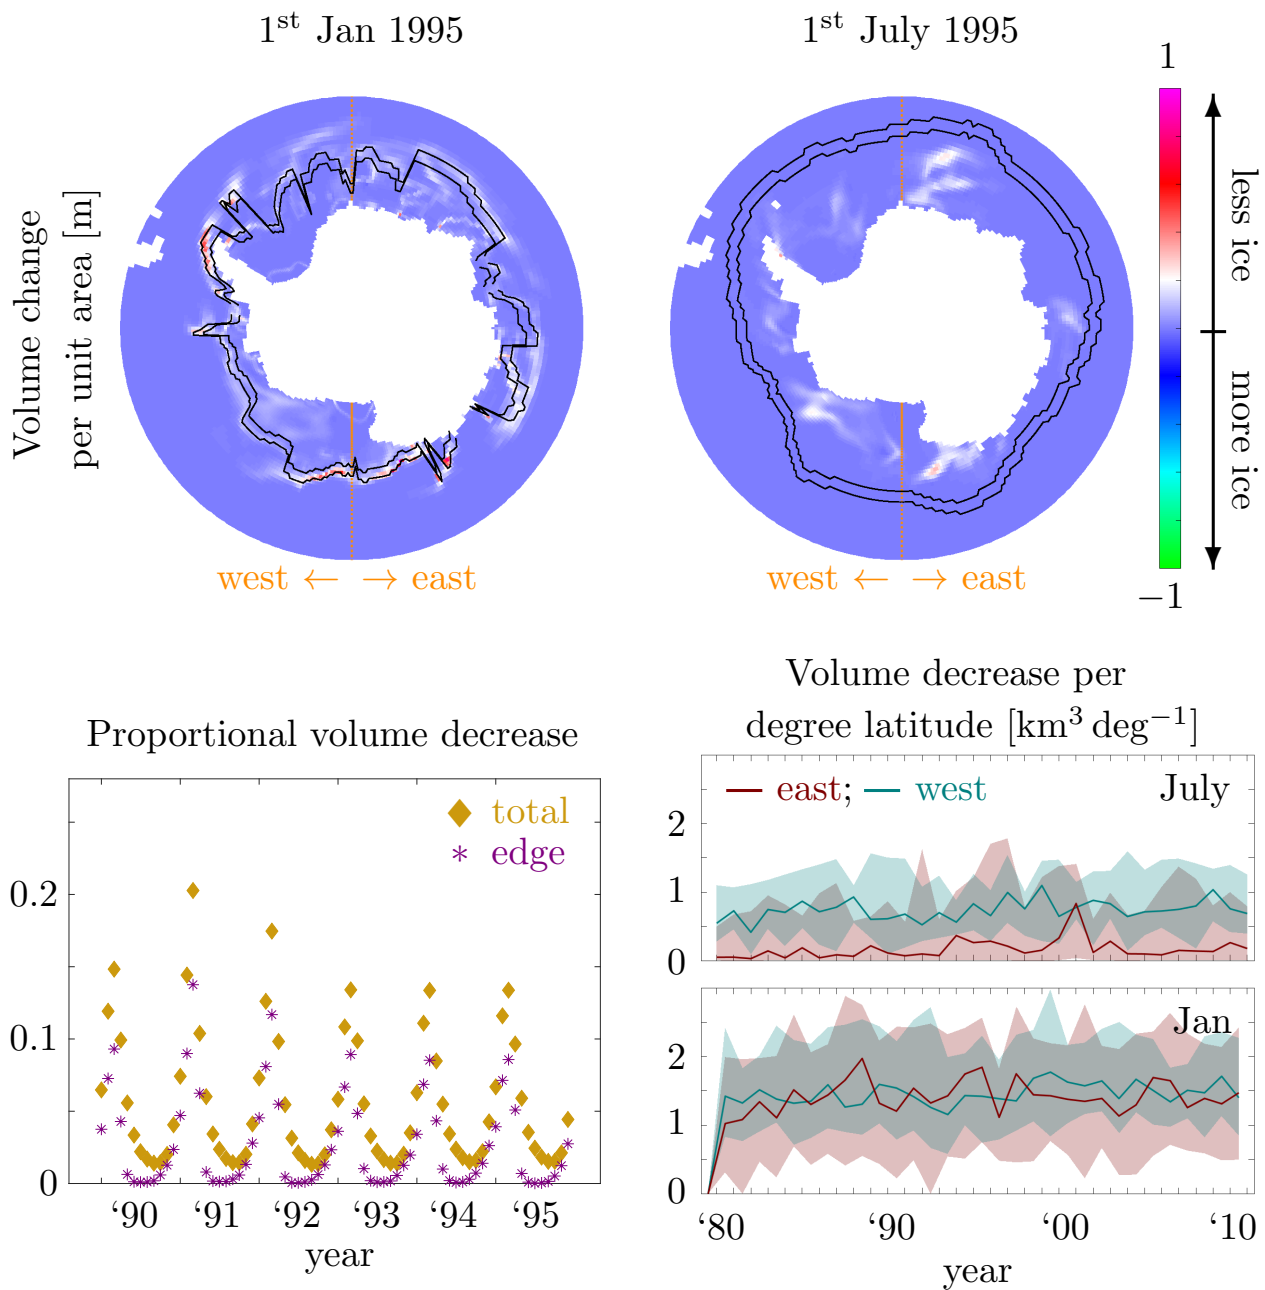 1st Jan 1995
1st July 1995
Volume change
per unit area [m]
1
less ice
more ice
−1
west ← → east
west ← → east
Proportional volume decrease
total
edge
0.2
0.1
0
‘90 ‘91 ‘92 ‘93 ‘94 ‘95
year
Volume decrease per
degree latitude [km³ deg⁻¹]
east; west
July
2
1
0
Jan
2
1
0
‘80 ‘90 ‘00 ‘10
year